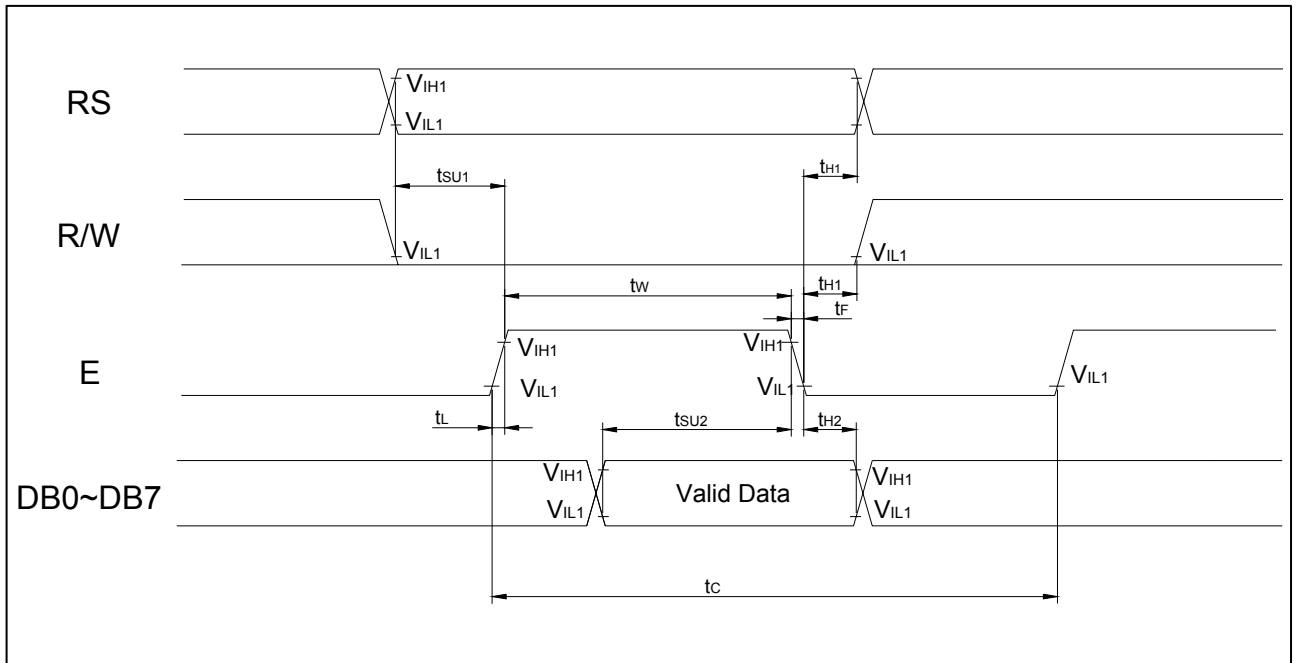 RS
VIH1
VIL1
tSU1
tH1
R/W
VIL1
VIL1
tW
tH1
tF
E
VIH1
VIH1
VIL1
VIL1
VIL1
tL
tSU2
tH2
DB0~DB7
VIH1
Valid Data
VIH1
VIL1
VIL1
tC